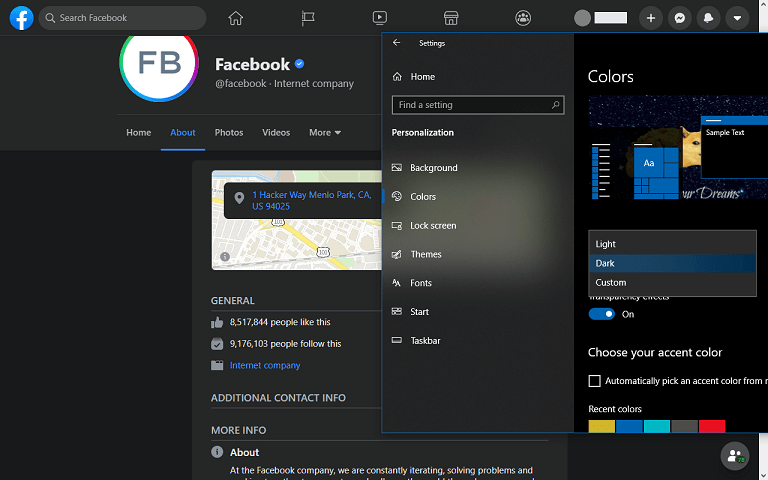 Search Facebook
FB
Facebook
@facebook · Internet company
Home
About
Photos
Videos
More
1 Hacker Way Menlo Park, CA,
US 94025
101
101
GENERAL
8,517,844 people like this
9,176,103 people follow this
Internet company
ADDITIONAL CONTACT INFO
MORE INFO
About
At the Facebook company, we are constantly iterating, solving problems and
Settings
Home
Find a setting
Personalization
Background
Colors
Lock screen
Themes
Fonts
Start
Taskbar
Colors
Sample Text
Aa
ur Dreams
Light
Dark
Custom
Transparency effects
On
Choose your accent color
Automatically pick an accent color from
Recent colors